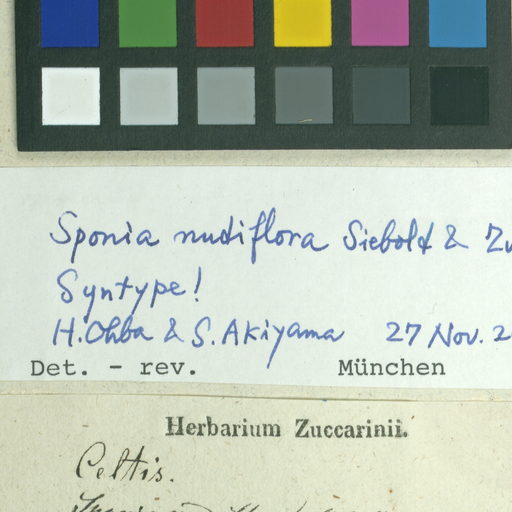 Sponia nudiflora Siebold & Zu
Syntype!
H. Ohba & S. Akiyama 27 Nov. 2
Det. - rev. München
Herbarium Zuccarinii.
Celtis.